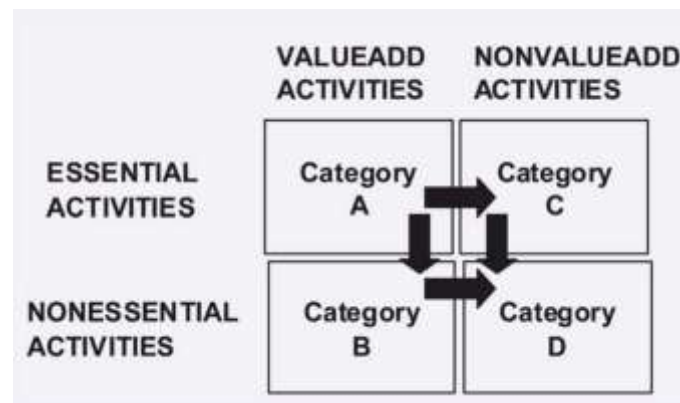 VALUEADD NONVALUEADD
ACTIVITIES ACTIVITIES
ESSENTIAL
ACTIVITIES
Category
A
Category
C
NONESSENTIAL
ACTIVITIES
Category
B
Category
D